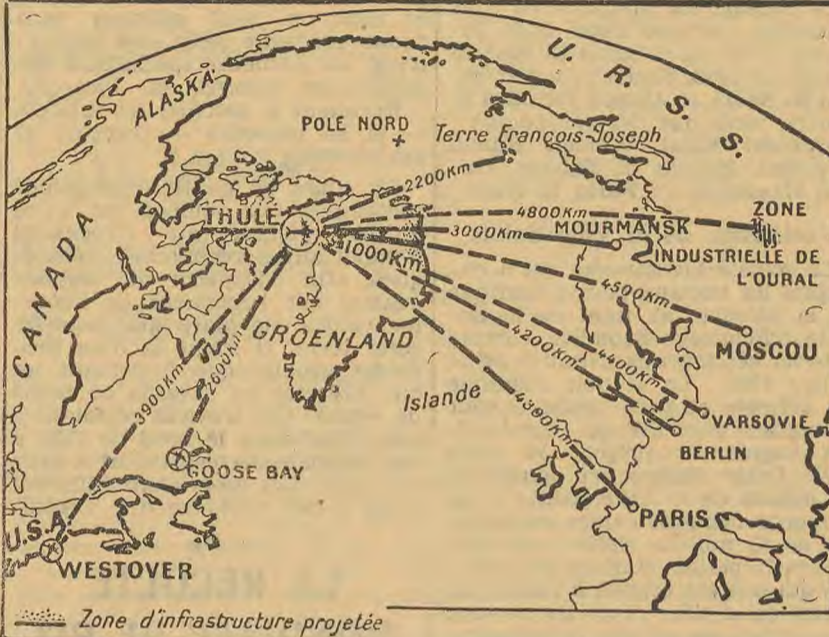 U. R. S. S.
ALASKA
POLE NORD
Terre François-Joseph
2200Km
THULE
4800Km
ZONE
3000Km
MOURMANSK
INDUSTRIELLE DE
L'OURAL
1000Km
4500Km
CANADA
GROENLAND
MOSCOU
4200Km
4400Km
3900Km
2600Km
Islande
4300Km
VARSOVIE
BERLIN
GOOSE BAY
PARIS
U.S.A
WESTOVER
Zone d'infrastructure projetée